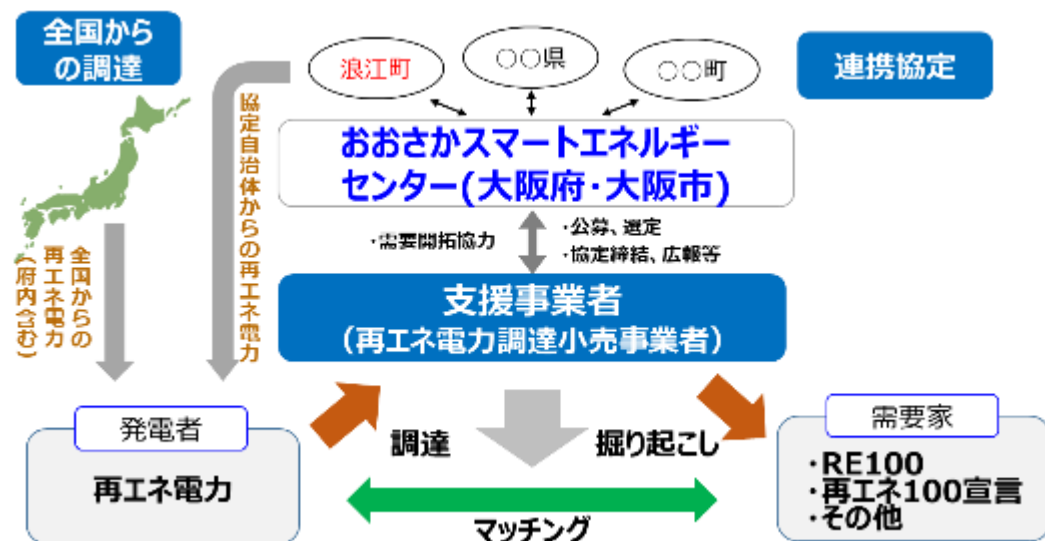 全国から
の調達
浪江町
○○県
○○町
連携協定
おおさかスマートエネルギー
センター(大阪府・大阪市)
協定自治体からの再エネ電力
全国からの
再エネ電力
(府内含む)
・需要開拓協力
・公募、選定
・協定締結、広報等
支援事業者
(再エネ電力調達小売事業者)
発電者
再エネ電力
調達
掘り起こし
マッチング
需要家
・RE100
・再エネ100宣言
・その他